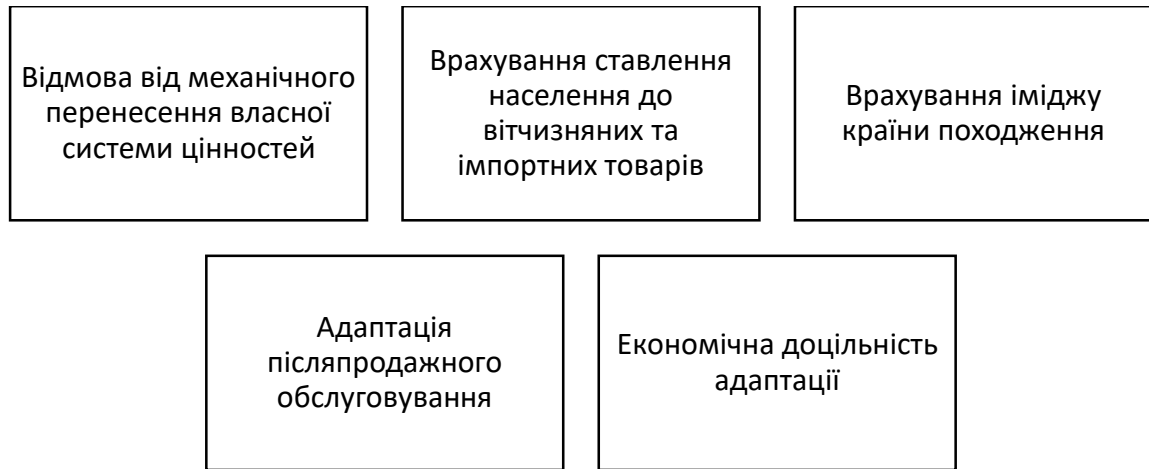 Відмова від механічного
перенесення власної
системи цінностей
Врахування ставлення
населення до
вітчизняних та
імпортних товарів
Врахування іміджу
країни походження
Адаптація
післяпродажного
обслуговування
Економічна доцільність
адаптації